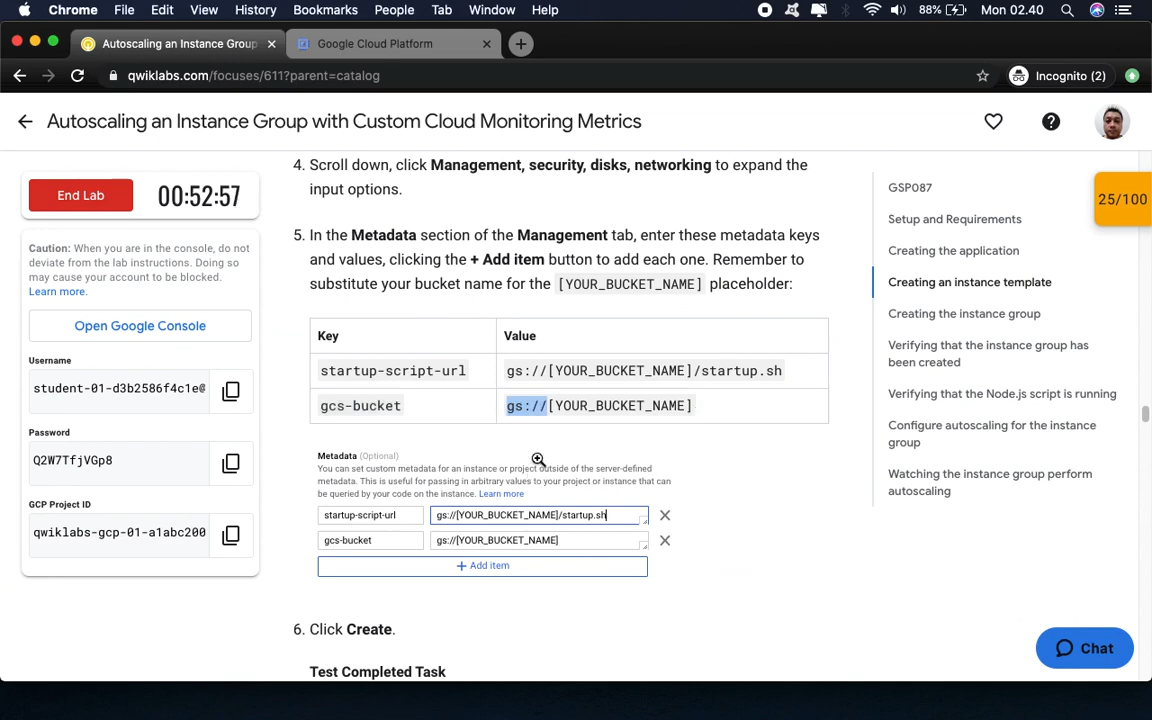 Chrome File Edit View History Bookmarks People Tab Window Help 88% Mon 02.40
Autoscaling an Instance Group
Google Cloud Platform
qwiklabs.com/focuses/611?parent=catalog
Incognito (2)
Autoscaling an Instance Group with Custom Cloud Monitoring Metrics
End Lab
00:52:57
Caution: When you are in the console, do not
deviate from the lab instructions. Doing so
may cause your account to be blocked.
Learn more.
Open Google Console
Username
student-01-d3b2586f4c1e@
Password
Q2W7TfjVGp8
GCP Project ID
qwiklabs-gcp-01-a1abc200
4. Scroll down, click Management, security, disks, networking to expand the
input options.
5. In the Metadata section of the Management tab, enter these metadata keys
and values, clicking the + Add item button to add each one. Remember to
substitute your bucket name for the [YOUR_BUCKET_NAME] placeholder:
Key Value
startup-script-url gs://[YOUR_BUCKET_NAME]/startup.sh
gcs-bucket gs://[YOUR_BUCKET_NAME]
Metadata (Optional)
You can set custom metadata for an instance or project outside of the server-defined
metadata. This is useful for passing in arbitrary values to your project or instance that can
be queried by your code on the instance. Learn more
startup-script-url gs://[YOUR_BUCKET_NAME]/startup.sh
gcs-bucket gs://[YOUR_BUCKET_NAME]
+ Add item
6. Click Create.
Test Completed Task
GSP087
Setup and Requirements
Creating the application
Creating an instance template
Creating the instance group
Verifying that the instance group has
been created
Verifying that the Node.js script is running
Configure autoscaling for the instance
group
Watching the instance group perform
autoscaling
25/100
Chat